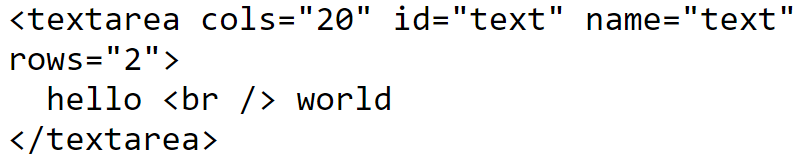 <textarea cols="20" id="text" name="text"
rows="2">
  hello <br /> world
</textarea>